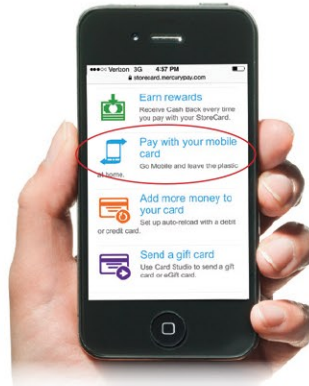 Verizon 3G 4:37 PM
storecard.mercurypay.com
Earn rewards
Receive Cash Back every time
you pay with your StoreCard.
Pay with your mobile
card
Go Mobile and leave the plastic
at home.
Add more money to
your card
Set up auto-reload with a debit
or credit card.
Send a gift card
Use Card Studio to send a gift
card or eGift card.